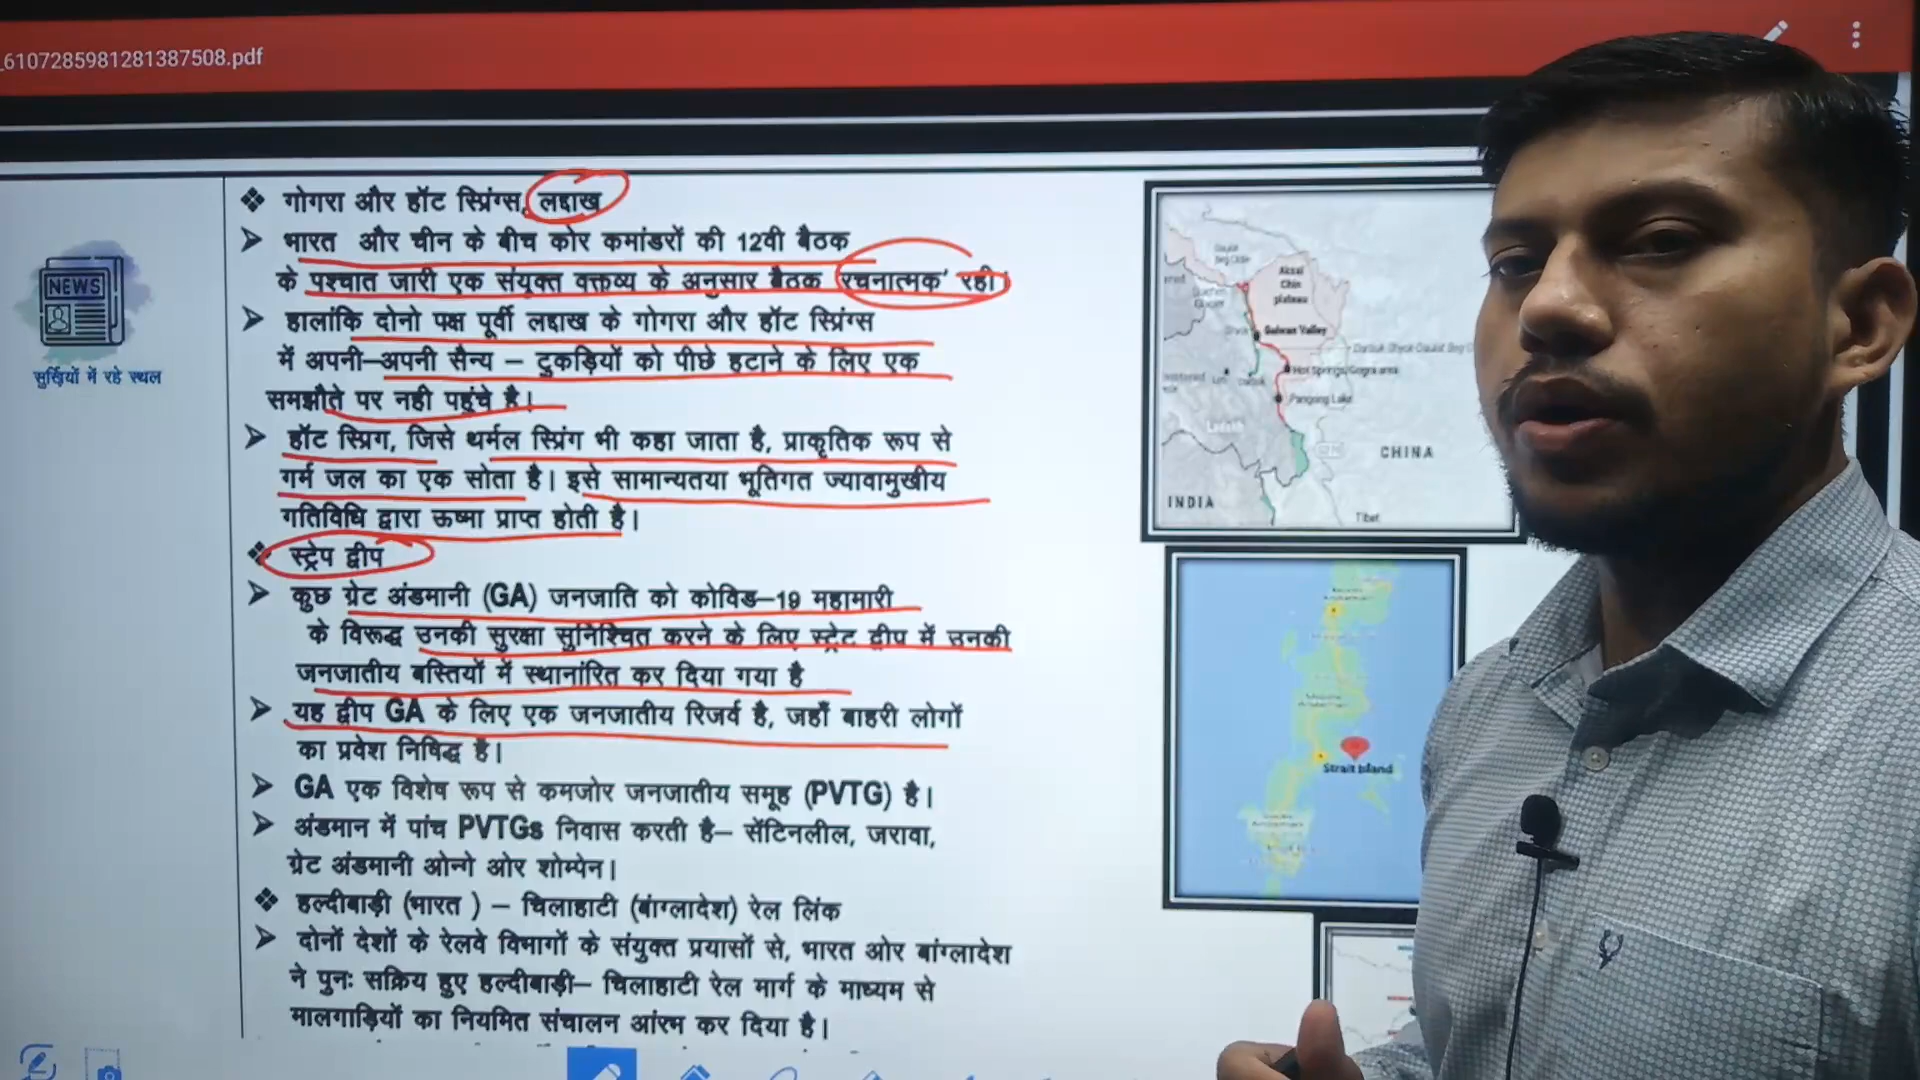 _6107285981281387508.pdf
NEWS
सुर्ख़ियों में रहे स्थल
❖ गोगरा और हॉट स्प्रिंग्स, लद्दाख
➤ भारत और चीन के बीच कोर कमांडरों की 12वी बैठक
के पश्चात जारी एक संयुक्त वक्तव्य के अनुसार बैठक रचनात्मक' रही।
➤ हालांकि दोनो पक्ष पूर्वी लद्दाख के गोगरा और हॉट स्प्रिंग्स
में अपनी–अपनी सैन्य – टुकड़ियों को पीछे हटाने के लिए एक
समझौते पर नही पहुंचे है।
➤ हॉट स्प्रिग, जिसे थर्मल स्प्रिंग भी कहा जाता है, प्राकृतिक रूप से
गर्म जल का एक सोता है। इसे सामान्यतया भूतिगत ज्यावामुखीय
गतिविधि द्वारा ऊष्मा प्राप्त होती है।
❖ स्ट्रेप द्वीप
➤ कुछ ग्रेट अंडमानी (GA) जनजाति को कोविड–19 महामारी
के विरूद्ध उनकी सुरक्षा सुनिश्चित करने के लिए स्ट्रेट द्वीप में उनकी
जनजातीय बस्तियों में स्थानांरित कर दिया गया है
➤ यह द्वीप GA के लिए एक जनजातीय रिजर्व है, जहाँ बाहरी लोगों
का प्रवेश निषिद्ध है।
➤ GA एक विशेष रूप से कमजोर जनजातीय समूह (PVTG) है।
➤ अंडमान में पांच PVTGs निवास करती है– सेंटिनलील, जरावा,
ग्रेट अंडमानी ओन्गे ओर शोम्पेन।
❖ हल्दीबाड़ी (भारत ) – चिलाहाटी (बांग्लादेश) रेल लिंक
➤ दोनों देशों के रेलवे विभागों के संयुक्त प्रयासों से, भारत ओर बांग्लादेश
ने पुनः सक्रिय हुए हल्दीबाड़ी– चिलाहाटी रेल मार्ग के माध्यम से
मालगाड़ियों का नियमित संचालन आंरम कर दिया है।
Aksai
Chin
plateau
Galwan Valley
Hot Springs/Gogra area
Pangong Lake
Ladakh
CHINA
INDIA
Tibet
Strait Island